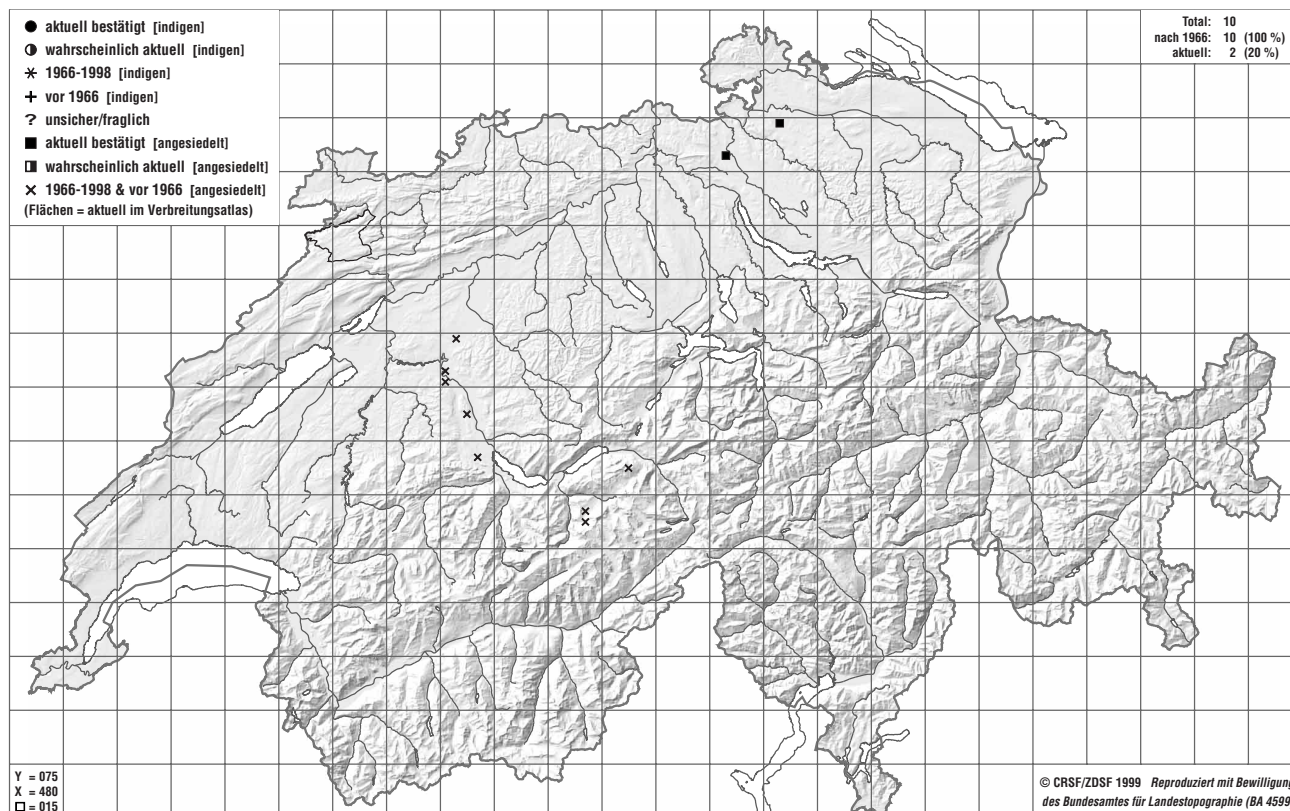 aktuell bestätigt [indigen]
wahrscheinlich aktuell [indigen]
1966-1998 [indigen]
vor 1966 [indigen]
? unsicher/fraglich
aktuell bestätigt [angesiedelt]
wahrscheinlich aktuell [angesiedelt]
1966-1998 & vor 1966 [angesiedelt]
(Flächen = aktuell im Verbreitungsatlas)
Total: 10
nach 1966: 10 (100 %)
aktuell: 2 (20 %)
Y = 075
X = 480
= 015
© CRSF/ZDSF 1999 Reproduziert mit Bewilligung
des Bundesamtes für Landestopographie (BA 4599